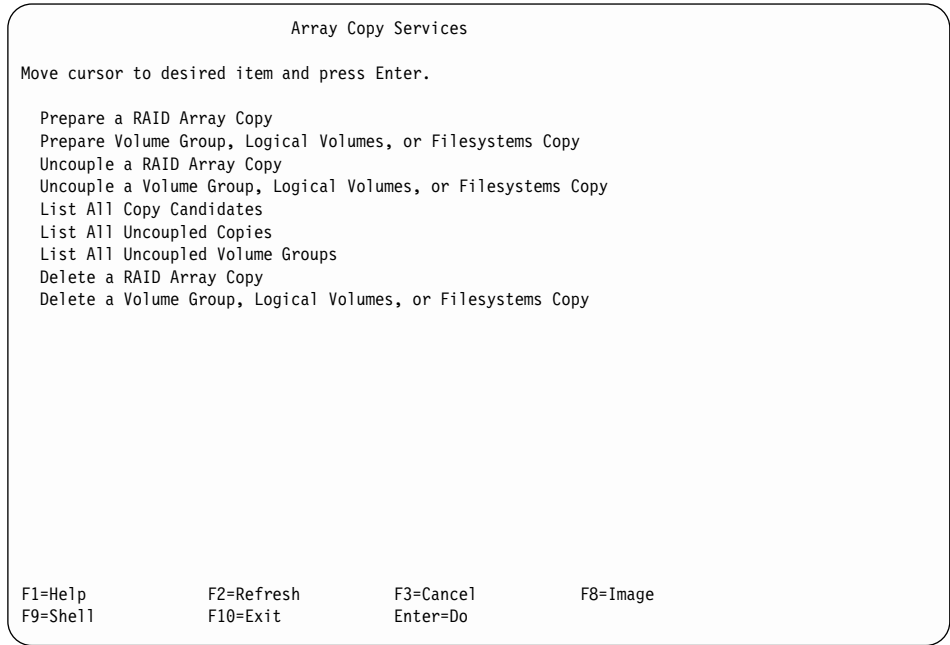 Array Copy Services
Move cursor to desired item and press Enter.
Prepare a RAID Array Copy
Prepare Volume Group, Logical Volumes, or Filesystems Copy
Uncouple a RAID Array Copy
Uncouple a Volume Group, Logical Volumes, or Filesystems Copy
List All Copy Candidates
List All Uncoupled Copies
List All Uncoupled Volume Groups
Delete a RAID Array Copy
Delete a Volume Group, Logical Volumes, or Filesystems Copy
F1=Help F2=Refresh F3=Cancel F8=Image
F9=Shell F10=Exit Enter=Do